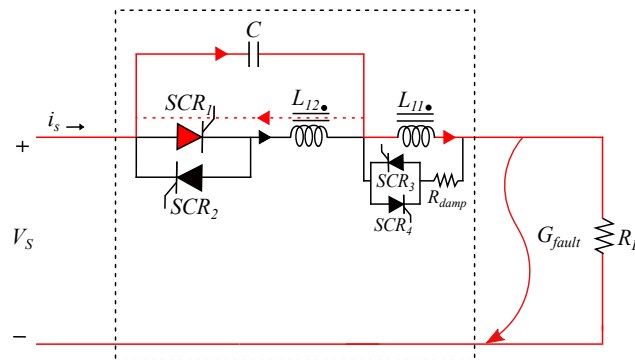 C
SCR1
L12
L11
is
+
SCR3
Rdamp
SCR2
SCR4
VS
Gfault
−